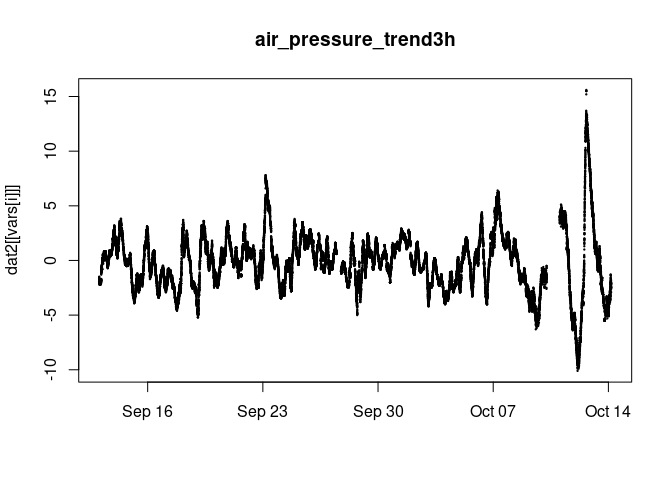 air_pressure_trend3h
dat2[[vars[i]]]
15
10
5
0
-5
-10
Sep 16
Sep 23
Sep 30
Oct 07
Oct 14